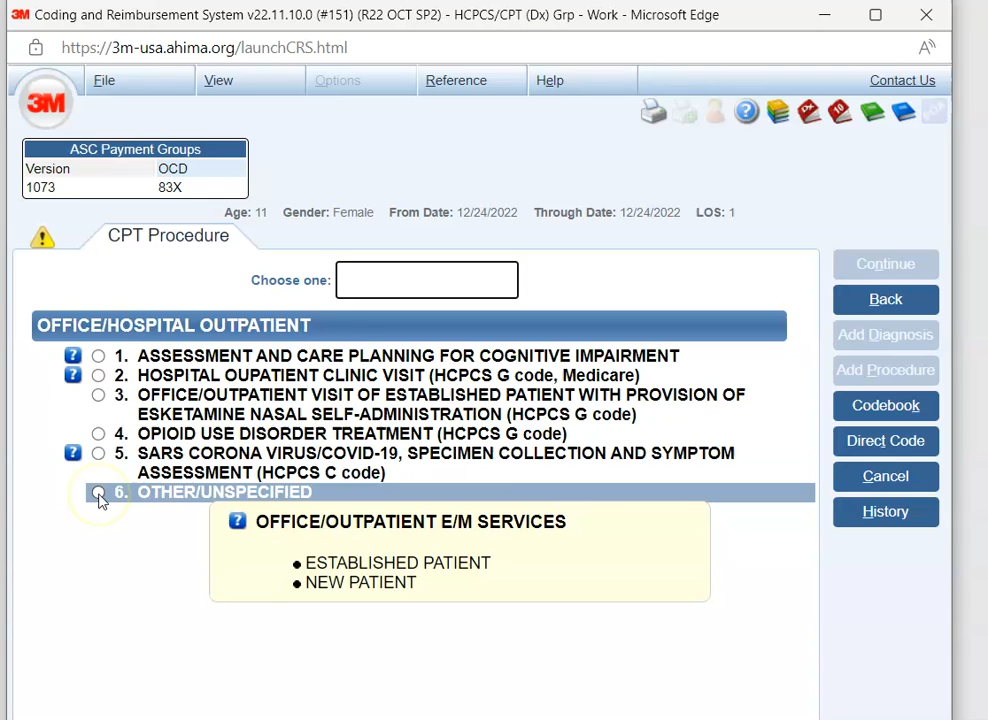 3M Coding and Reimbursement System v22.11.10.0 (#151) (R22 OCT SP2) - HCPCS/CPT (Dx) Grp - Work - Microsoft Edge
https://3m-usa.ahima.org/launchCRS.html
3M
File View Options Reference Help Contact Us
ASC Payment Groups
Version OCD
1073 83X
Age: 11 Gender: Female From Date: 12/24/2022 Through Date: 12/24/2022 LOS: 1
CPT Procedure
Choose one:
OFFICE/HOSPITAL OUTPATIENT
1. ASSESSMENT AND CARE PLANNING FOR COGNITIVE IMPAIRMENT
2. HOSPITAL OUPATIENT CLINIC VISIT (HCPCS G code, Medicare)
3. OFFICE/OUTPATIENT VISIT OF ESTABLISHED PATIENT WITH PROVISION OF
ESKETAMINE NASAL SELF-ADMINISTRATION (HCPCS G code)
4. OPIOID USE DISORDER TREATMENT (HCPCS G code)
5. SARS CORONA VIRUS/COVID-19, SPECIMEN COLLECTION AND SYMPTOM
ASSESSMENT (HCPCS C code)
6. OTHER/UNSPECIFIED
OFFICE/OUTPATIENT E/M SERVICES
● ESTABLISHED PATIENT
● NEW PATIENT
Continue
Back
Add Diagnosis
Add Procedure
Codebook
Direct Code
Cancel
History